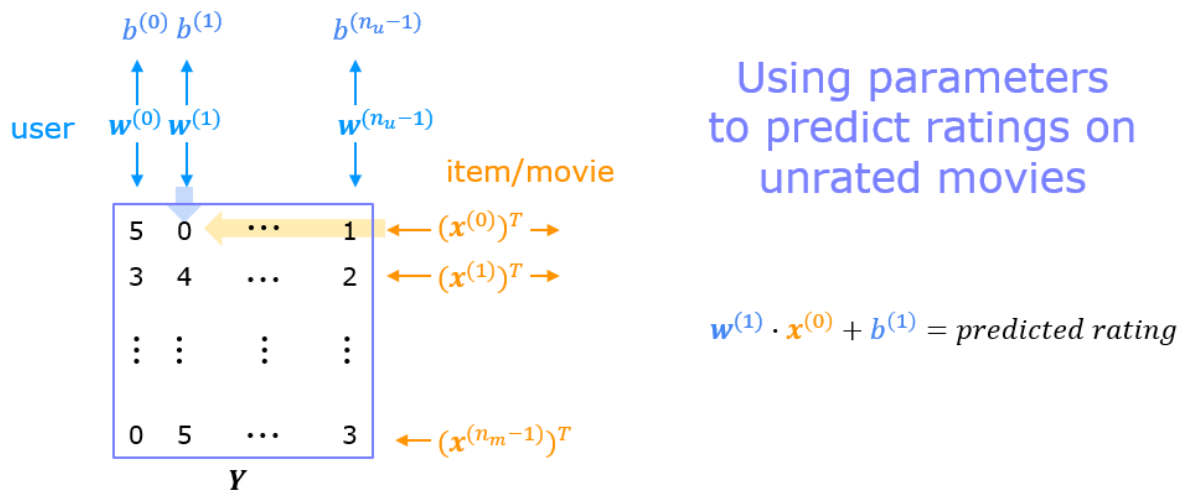 b^(0) b^(1) b^(n_u−1)
user w^(0) w^(1) w^(n_u−1)
item/movie
5 0 ⋯ 1 (x^(0))^T
3 4 ⋯ 2 (x^(1))^T
⋮ ⋮ ⋮ ⋮
0 5 ⋯ 3 (x^(n_m−1))^T
Y
Using parameters
to predict ratings on
unrated movies
w^(1) · x^(0) + b^(1) = predicted rating